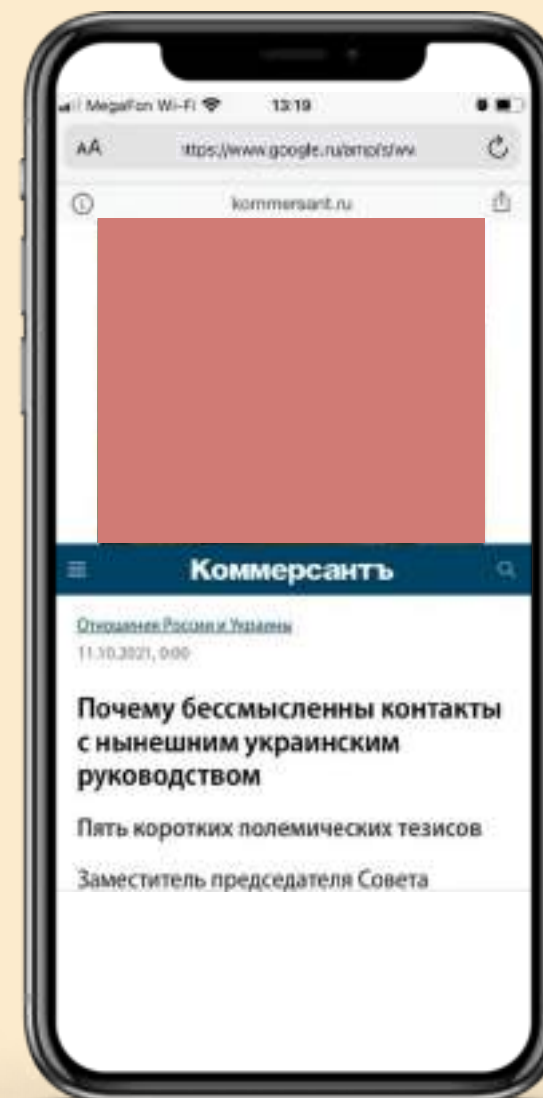 MegaFon Wi-Fi 13:19
AA ttps://www.google.ru/amp/s/ww
kommersant.ru
Коммерсантъ
Отношения России и Украины
11.10.2021, 0:00
Почему бессмысленны контакты
с нынешним украинским
руководством
Пять коротких полемических тезисов
Заместитель председателя Совета